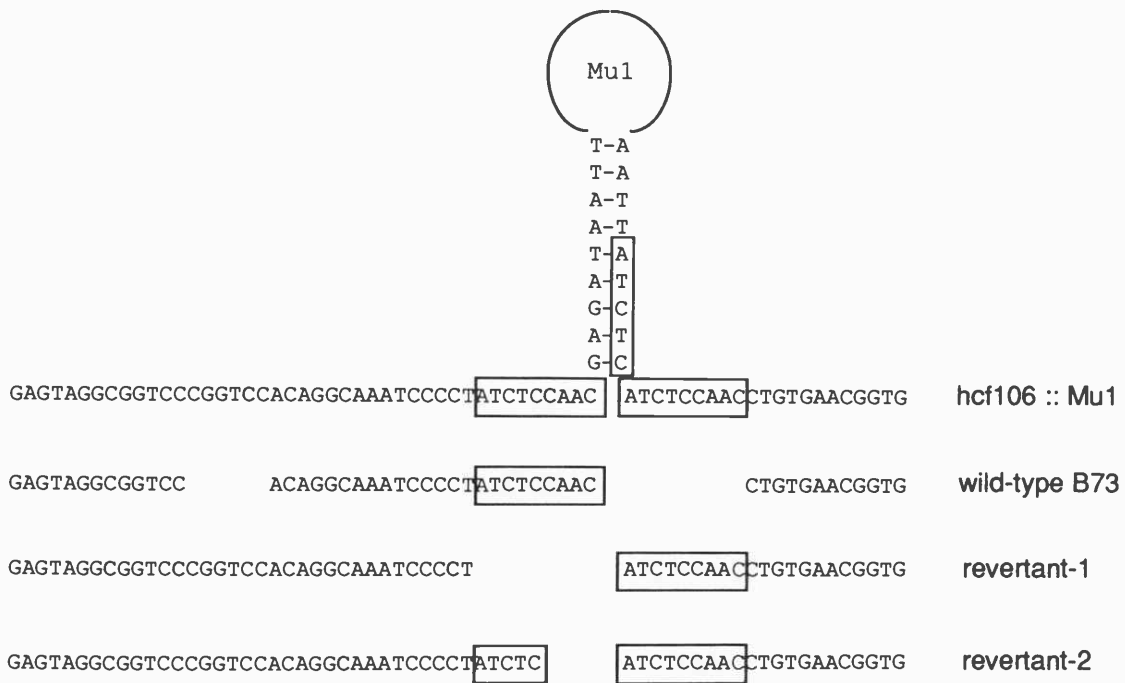 Mu1
T-A
T-A
A-T
A-T
T-A
A-T
G-C
A-T
G-C
GAGTAGGCGGTCCCGGTCCACAGGCAAATCCCCTATCTCCAAC ATCTCCAACCTGTGAACGGTG hcf106 :: Mu1
GAGTAGGCGGTCC ACAGGCAAATCCCCTATCTCCAAC CTGTGAACGGTG wild-type B73
GAGTAGGCGGTCCCGGTCCACAGGCAAATCCCCT ATCTCCAACCTGTGAACGGTG revertant-1
GAGTAGGCGGTCCCGGTCCACAGGCAAATCCCCTATCTC ATCTCCAACCTGTGAACGGTG revertant-2